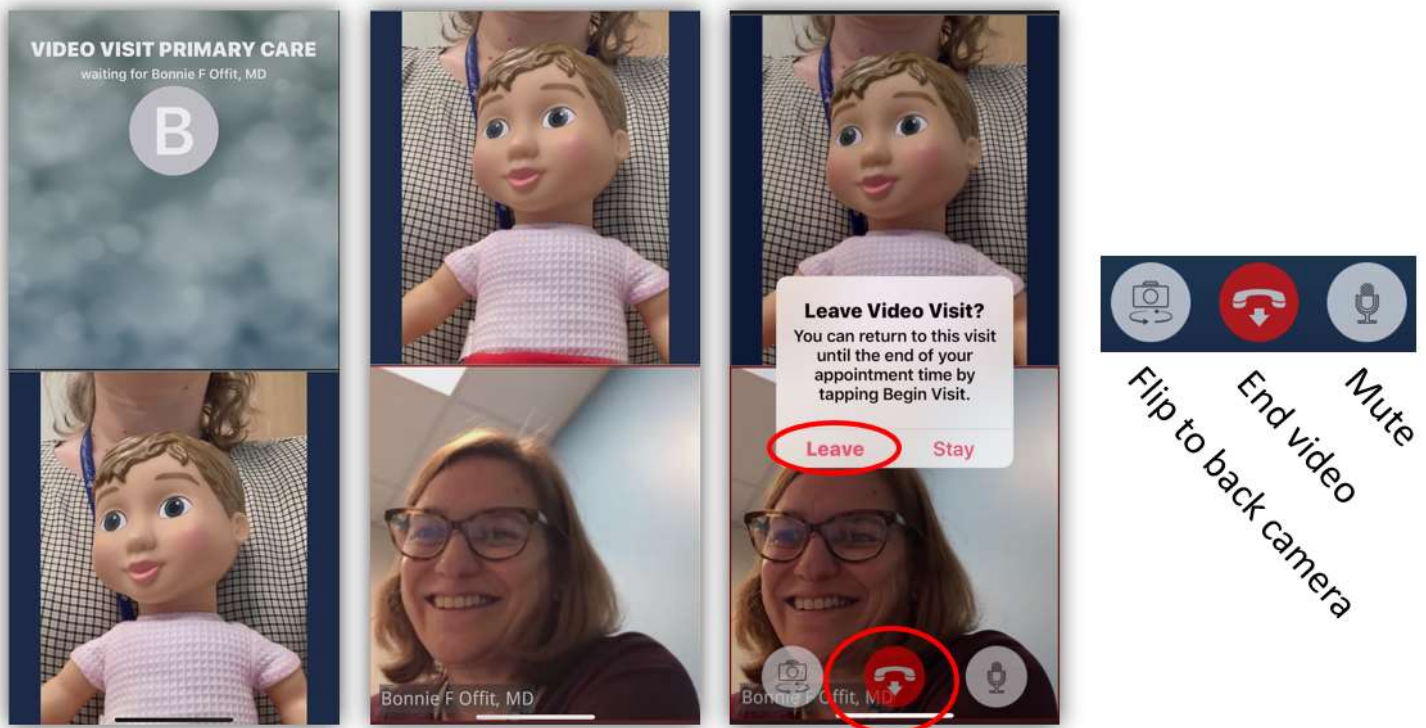 VIDEO VISIT PRIMARY CARE
waiting for Bonnie F Offit, MD
B
Bonnie F Offit, MD
Leave Video Visit?
You can return to this visit
until the end of your
appointment time by
tapping Begin Visit.
Leave Stay
Bonnie F Offit, MD
Flip to back camera
End video
Mute